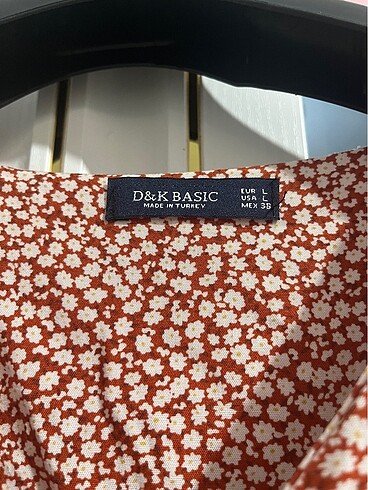 D&K BASIC
MADE IN TURKEY
EUR L
USA L
MEX 38